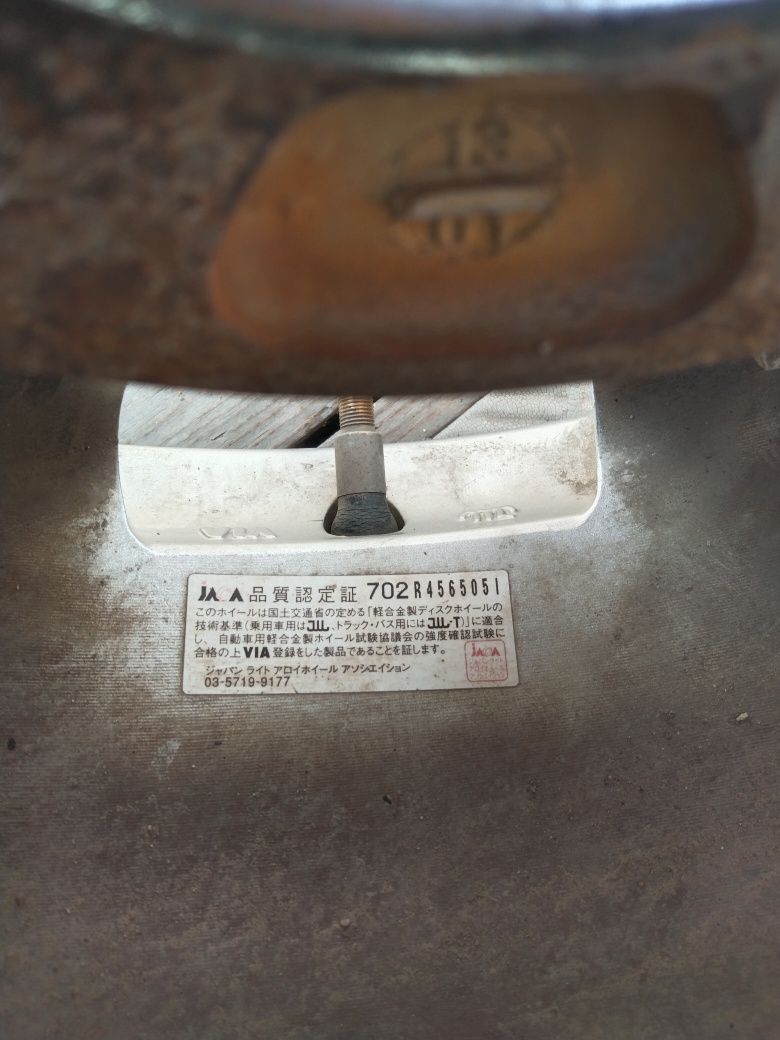 13
01
VIA
JAWA 品質認定証 702 R4565051
このホイールは国土交通省の定める「軽合金製ディスクホイールの
技術基準(乗用車用はJWL、トラック・バス用にはJWL-T)」に適合
し、自動車用軽合金製ホイール試験協議会の強度確認試験に
合格の上VIA登録をした製品であることを証します。
ジャパン ライト アロイホイール アソシエイション
03-5719-9177
JAWA